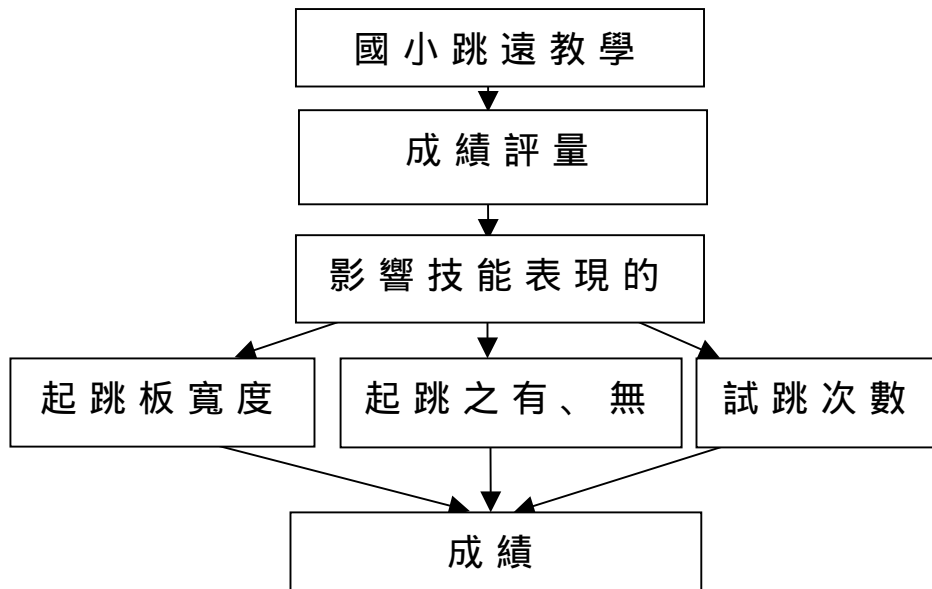 國小跳遠教學
成績評量
影響技能表現的
起跳板寬度
起跳之有、無
試跳次數
成績